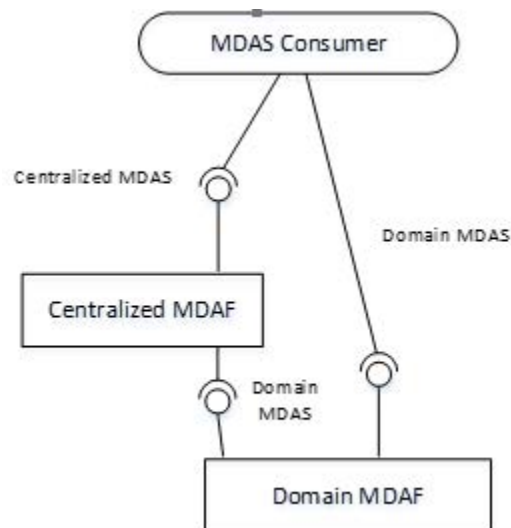 MDAS Consumer
Centralized MDAS
Domain MDAS
Centralized MDAF
Domain
MDAS
Domain MDAF